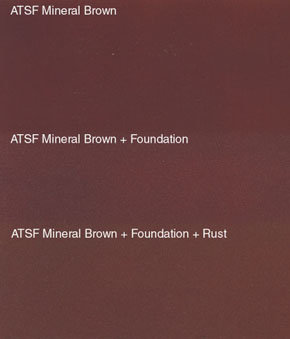 ATSF Mineral Brown
ATSF Mineral Brown + Foundation
ATSF Mineral Brown + Foundation + Rust